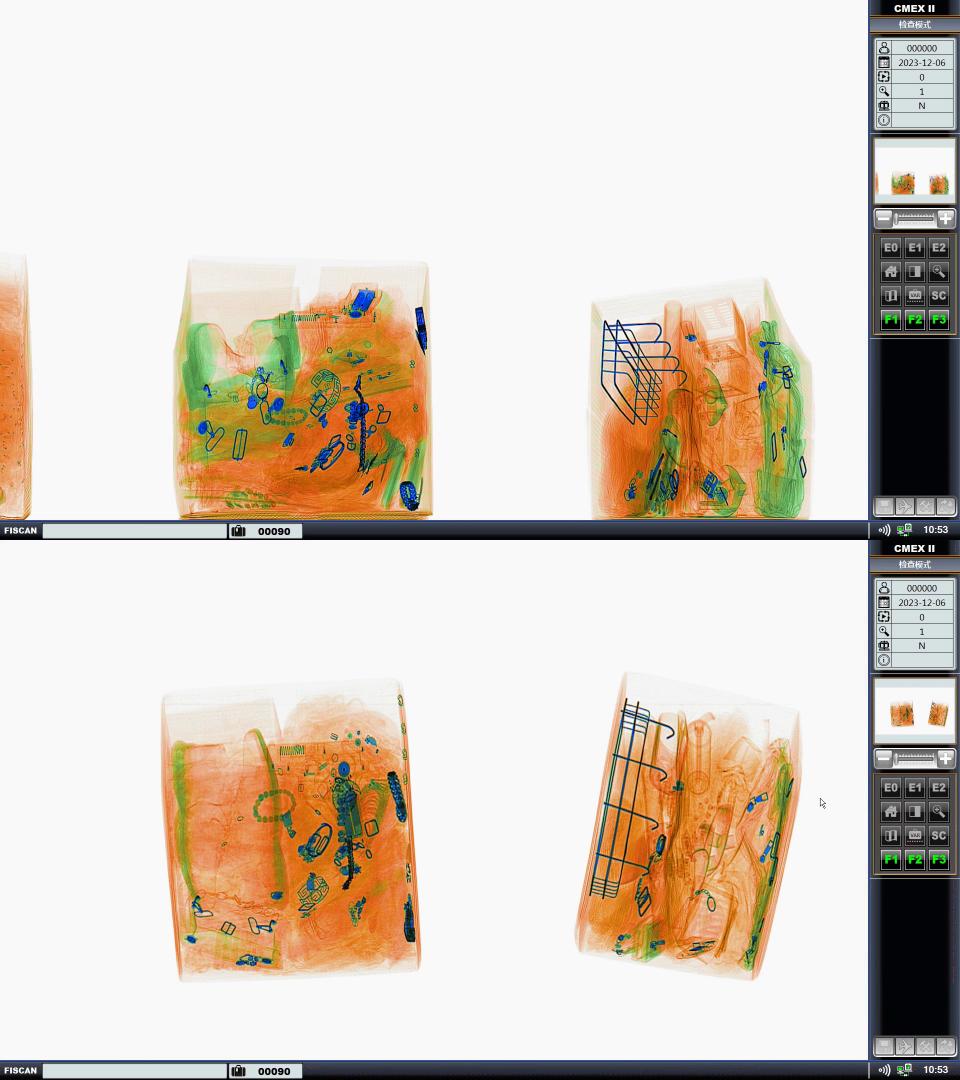 CMEX II
检查模式
000000
2023-12-06
0
1
N
E0 E1 E2
VAR SC
F1 F2 F3
FISCAN 00090 10:53
CMEX II
检查模式
000000
2023-12-06
0
1
N
E0 E1 E2
VAR SC
F1 F2 F3
FISCAN 00090 10:53